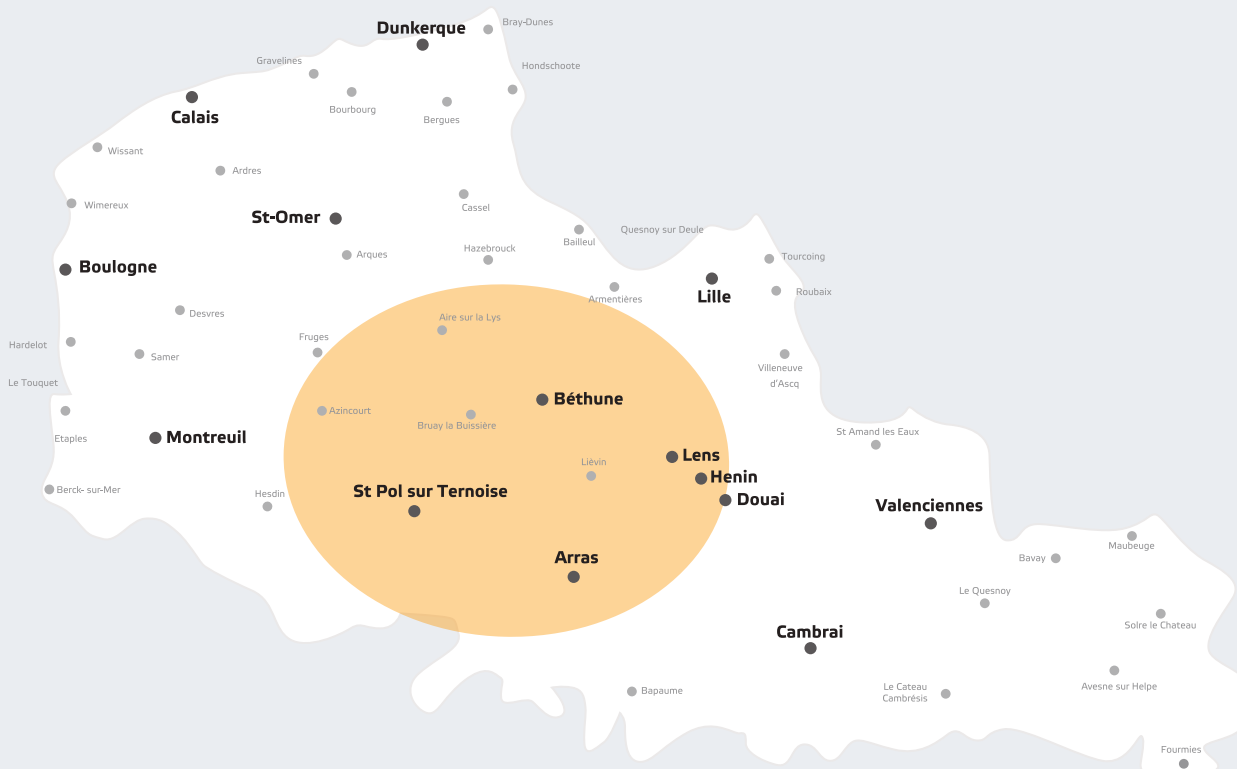 Bray-Dunes
Dunkerque
Gravelines
Hondschoote
Bourbourg
Calais
Bergues
Wissant
Ardres
Wimereux
Cassel
St-Omer
Quesnoy sur Deule
Bailleul
Hazebrouck
Arques
Tourcoing
Boulogne
Roubaix
Lille
Armentières
Desvres
Aire sur la Lys
Fruges
Hardelot
Samer
Villeneuve
d'Ascq
Le Touquet
Béthune
Azincourt
Bruay la Buissière
St Amand les Eaux
Etaples
Montreuil
Lens
Liévin
Henin
Berck- sur-Mer
Hesdin
St Pol sur Ternoise
Douai
Valenciennes
Maubeuge
Arras
Bavay
Le Quesnoy
Solre le Chateau
Cambrai
Le Cateau
Cambrésis
Avesne sur Helpe
Bapaume
Fourmies